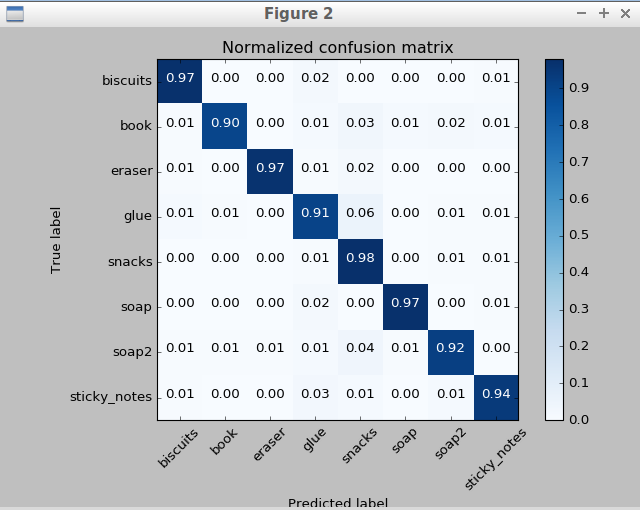 Figure 2
Normalized confusion matrix
biscuits 0.97 0.00 0.00 0.02 0.00 0.00 0.00 0.01
book 0.01 0.90 0.00 0.01 0.03 0.01 0.02 0.01
eraser 0.01 0.00 0.97 0.01 0.02 0.00 0.00 0.00
glue 0.01 0.01 0.00 0.91 0.06 0.00 0.01 0.01
snacks 0.00 0.00 0.00 0.01 0.98 0.00 0.01 0.01
soap 0.00 0.00 0.00 0.02 0.00 0.97 0.00 0.01
soap2 0.01 0.01 0.01 0.01 0.04 0.01 0.92 0.00
sticky_notes 0.01 0.00 0.00 0.03 0.01 0.00 0.01 0.94
True label
biscuits book eraser glue snacks soap soap2 sticky_notes
Predicted label
0.9
0.8
0.7
0.6
0.5
0.4
0.3
0.2
0.1
0.0